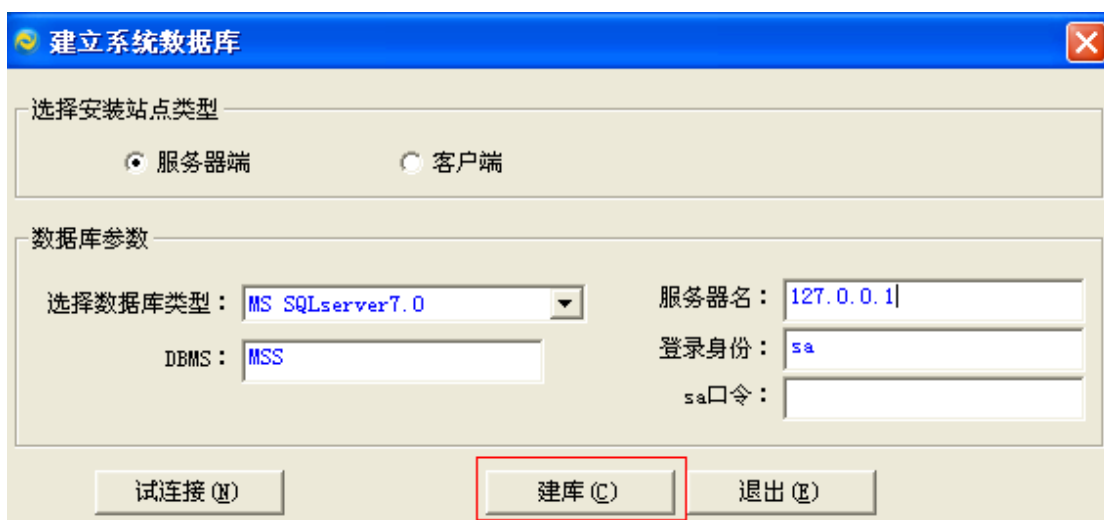 建立系统数据库
选择安装站点类型
服务器端 客户端
数据库参数
选择数据库类型： MS SQLserver7.0 服务器名： 127.0.0.1
DBMS： MSS 登录身份： sa
sa口令：
试连接(N) 建库(C) 退出(E)